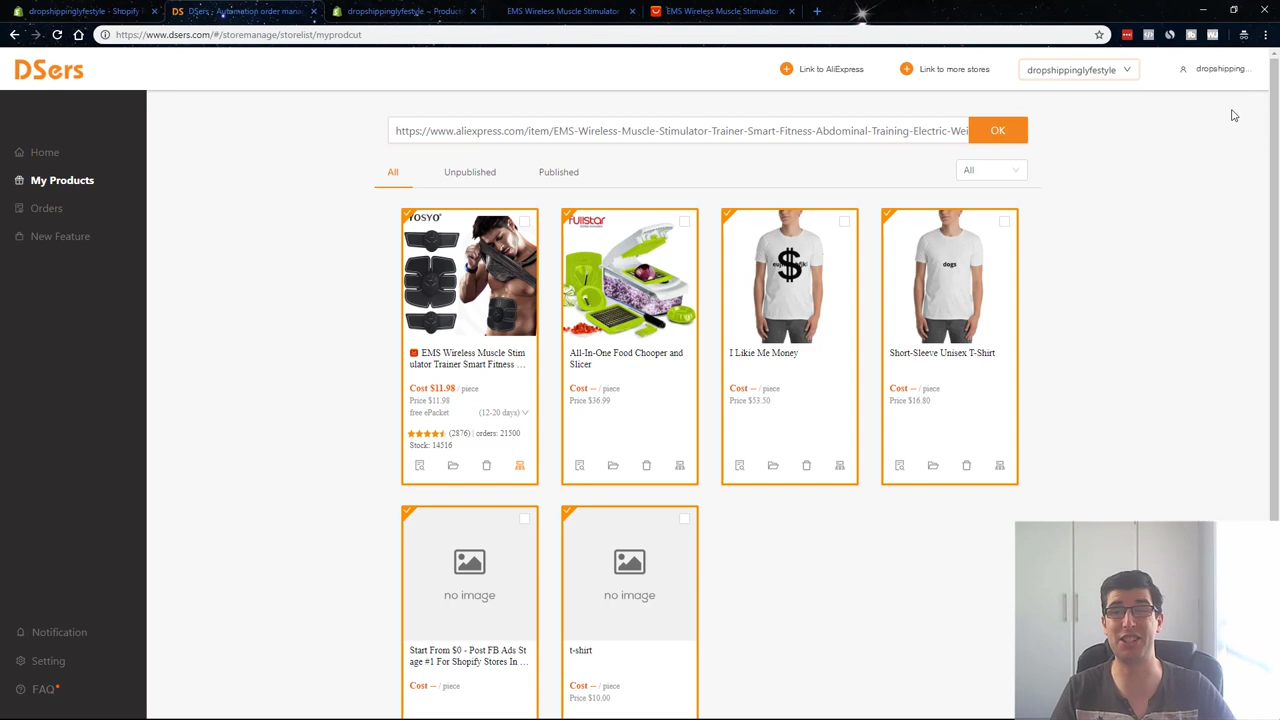 dropshippinglyfestyle - Shopify
DSers - Automation order man
dropshippinglyfestyle ~ Product
EMS Wireless Muscle Stimulator
EMS Wireless Muscle Stimulator
https://www.dsers.com/#/storemanage/storelist/myprodcut
DSers
Link to AliExpress
Link to more stores
dropshippinglyfestyle
dropshipping...
Home
My Products
Orders
New Feature
Notification
Setting
FAQ
https://www.aliexpress.com/item/EMS-Wireless-Muscle-Stimulator-Trainer-Smart-Fitness-Abdominal-Training-Electric-Wei
OK
All
Unpublished
Published
All
YOSYO
EMS Wireless Muscle Stim
ulator Trainer Smart Fitness ...
Cost $11.98 / piece
Price $11.98
free ePacket (12-20 days)
(2876) | orders: 21500
Stock: 14516
Fullstar
All-In-One Food Chooper and
Slicer
Cost -- / piece
Price $36.99
$
I Likie Me Money
Cost -- / piece
Price $53.50
dogs
Short-Sleeve Unisex T-Shirt
Cost -- / piece
Price $16.80
no image
Start From $0 - Post FB Ads St
age #1 For Shopify Stores In ...
Cost -- / piece
no image
t-shirt
Cost -- / piece
Price $10.00